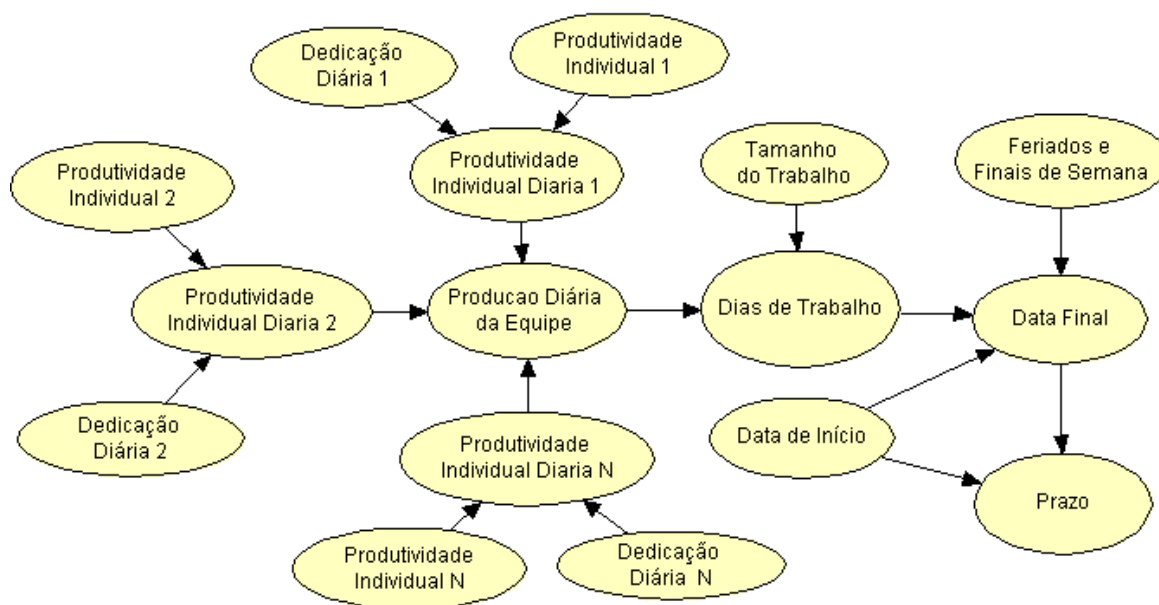 Dedicação
Diária 1
Produtividade
Individual 1
Produtividade
Individual 2
Produtividade
Individual Diaria 1
Tamanho
do Trabalho
Feriados e
Finais de Semana
Produtividade
Individual Diaria 2
Producao Diária
da Equipe
Dias de Trabalho
Data Final
Dedicação
Diária 2
Produtividade
Individual Diaria N
Data de Início
Prazo
Produtividade
Individual N
Dedicação
Diária N